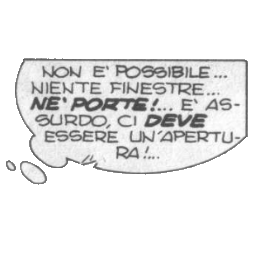 NON E' POSSIBILE...
NIENTE FINESTRE...
NE' PORTE!... E' AS-
SURDO, CI DEVE
ESSERE UN'APERTU-
RA!...